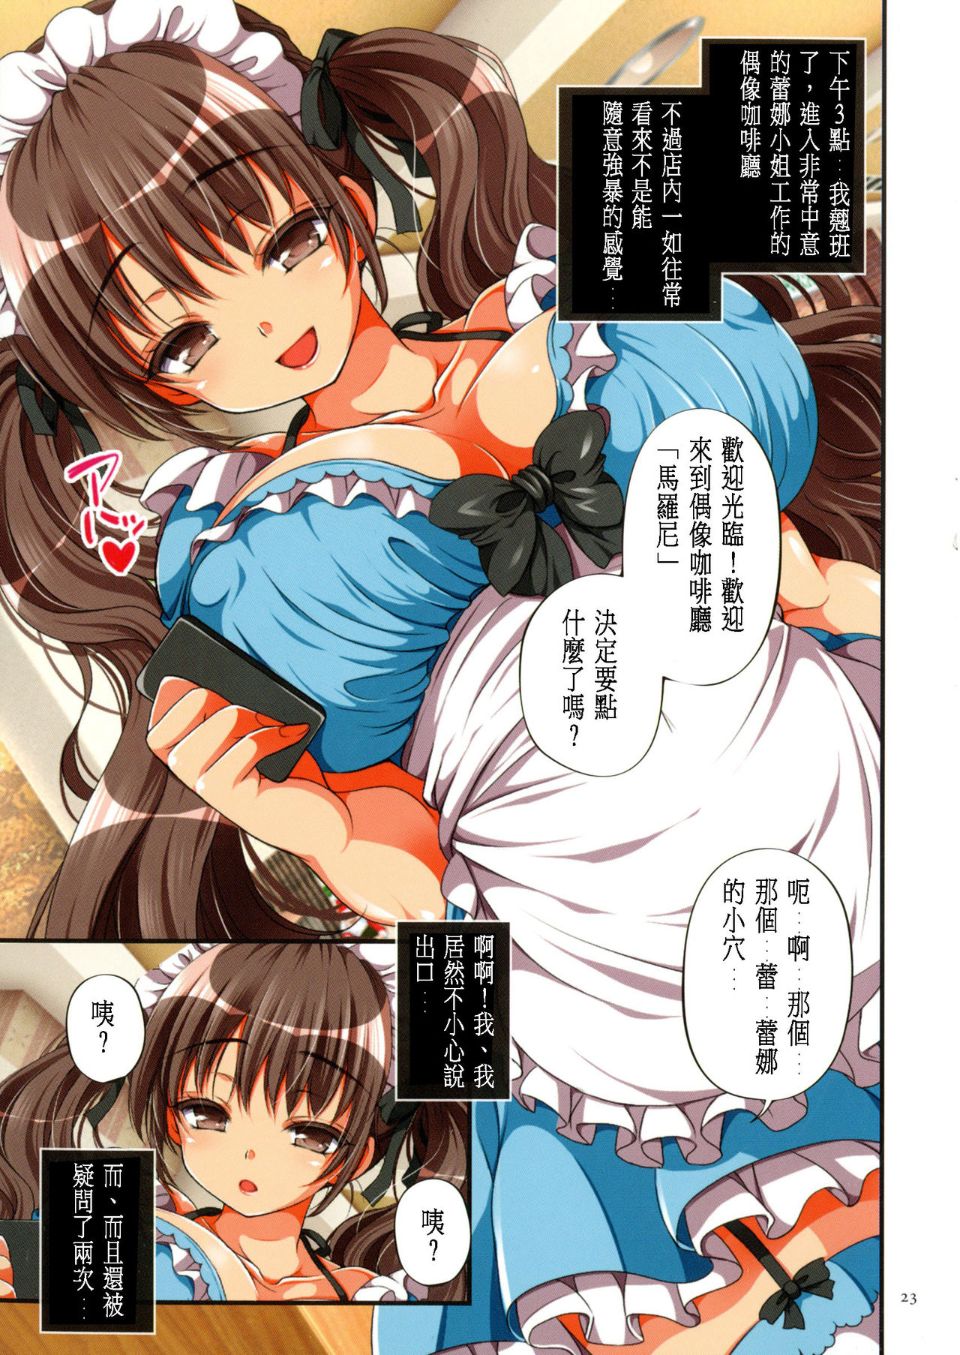 下午3點…我翹班
了，進入非常中意
的蕾娜小姐工作的
偶像咖啡廳
不過店內一如往常
看來不是能
隨意強暴的感覺…
歡迎光臨！歡迎
來到偶像咖啡廳
「馬羅尼」
決定要點
什麼了嗎？
アハッ♥
呃…啊…那個…
那個…蕾…蕾娜
的小穴…
啊啊！我、我
居然不小心說
出口…
咦？
咦？
而、而且還被
疑問了兩次…
23